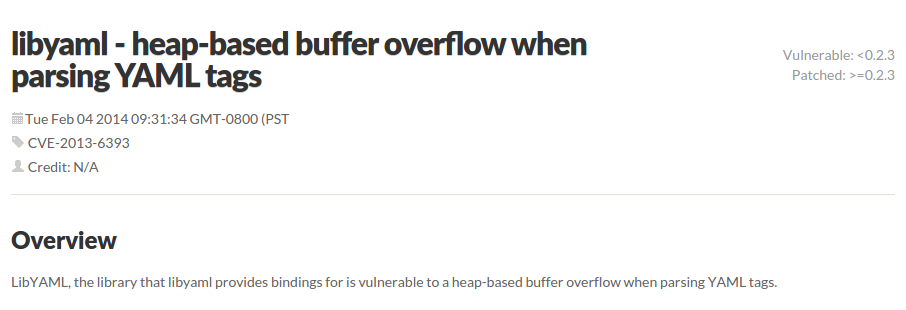 libyaml - heap-based buffer overflow when
parsing YAML tags
Vulnerable: <0.2.3
Patched: >=0.2.3
Tue Feb 04 2014 09:31:34 GMT-0800 (PST
CVE-2013-6393
Credit: N/A
Overview
LibYAML, the library that libyaml provides bindings for is vulnerable to a heap-based buffer overflow when parsing YAML tags.